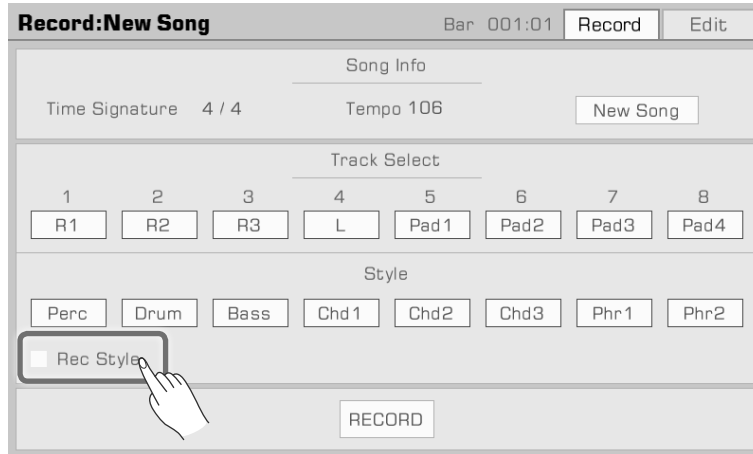 Record:New Song Bar 001:01 Record Edit
Song Info
Time Signature 4 / 4 Tempo 106 New Song
Track Select
1 2 3 4 5 6 7 8
R1 R2 R3 L Pad1 Pad2 Pad3 Pad4
Style
Perc Drum Bass Chd1 Chd2 Chd3 Phr1 Phr2
Rec Style
RECORD